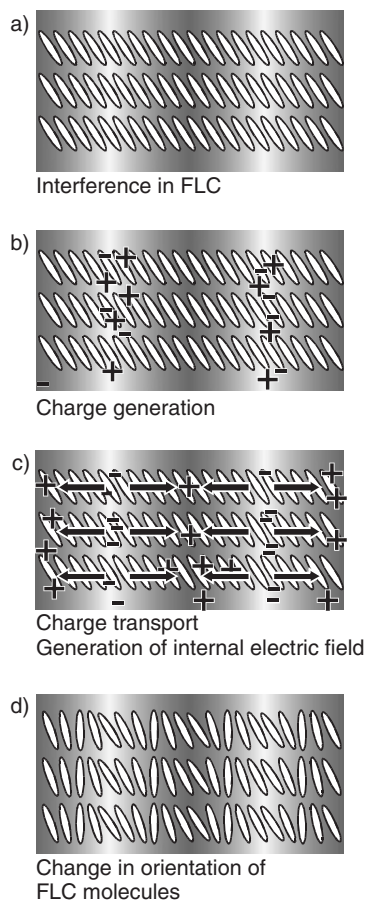 a)
Interference in FLC
b)
Charge generation
c)
Charge transport
Generation of internal electric field
d)
Change in orientation of
FLC molecules